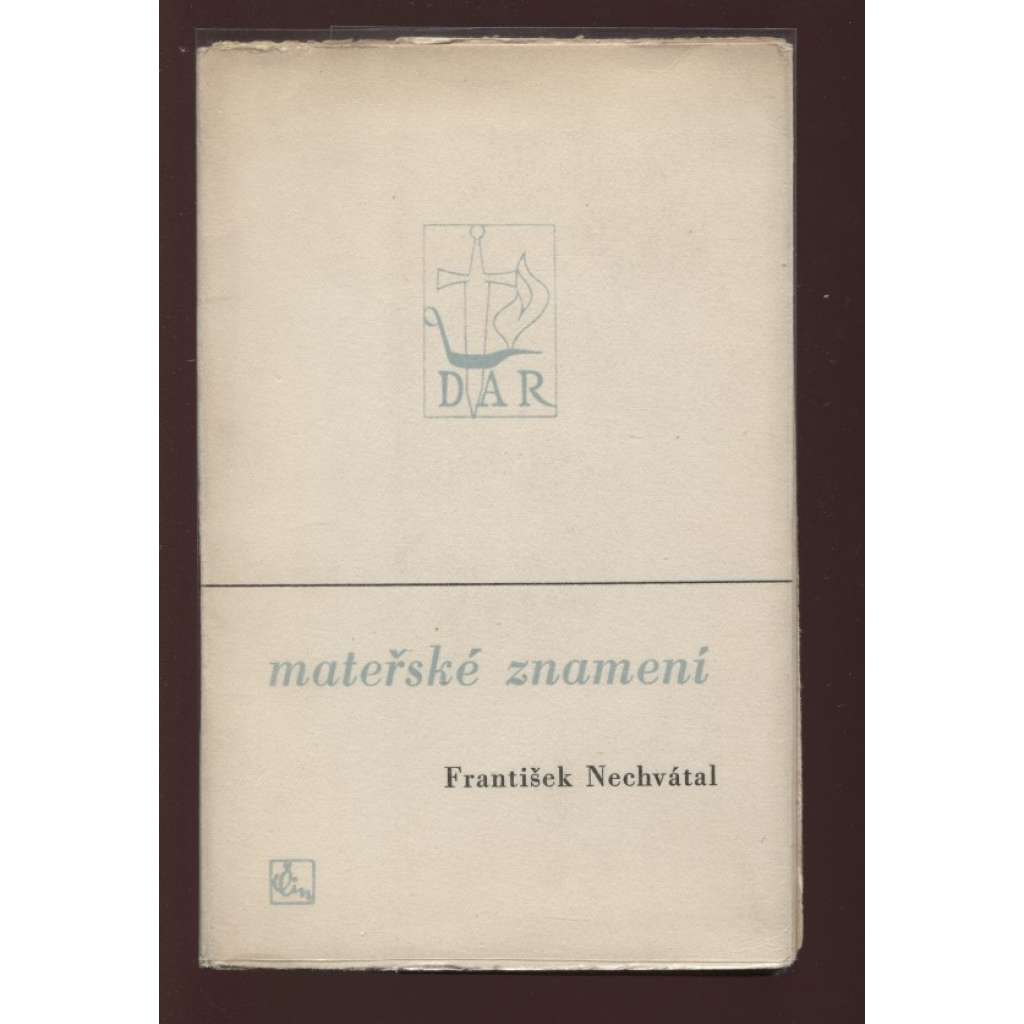 DAR
mateřské znamení
František Nechvátal
Čin